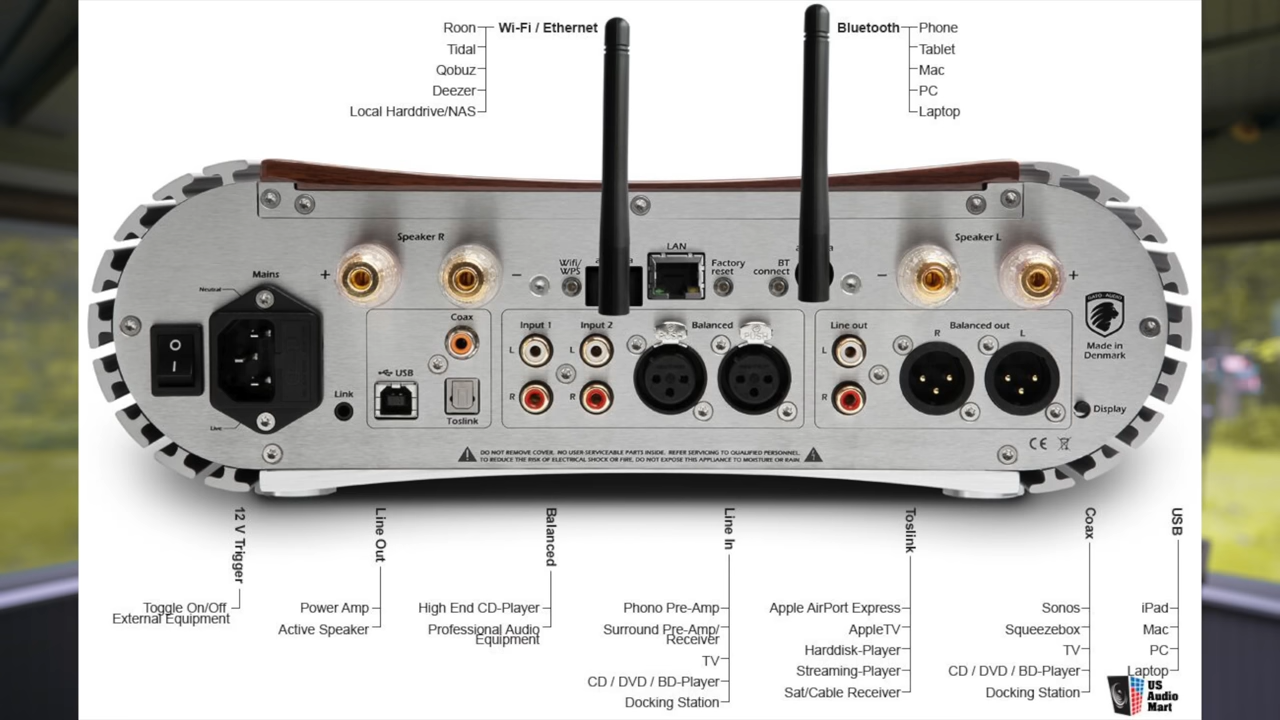 Roon
Wi-Fi / Ethernet
Tidal
Qobuz
Deezer
Local Harddrive/NAS
Bluetooth
Phone
Tablet
Mac
PC
Laptop
Speaker R
LAN
Speaker L
+
−
Wifi/
WPS
Factory
reset
BT
connect
−
+
Mains
Neutral
Live
O
I
Link
Coax
USB
Toslink
Input 1
Input 2
Balanced
PUSH
PUSH
L
L
R
R
Line out
L
R
Balanced out
R
L
GATO · AUDIO
Made in
Denmark
Display
CE
DO NOT REMOVE COVER. NO USER-SERVICEABLE PARTS INSIDE. REFER SERVICING TO QUALIFIED PERSONNEL.
TO REDUCE THE RISK OF ELECTRICAL SHOCK OR FIRE, DO NOT EXPOSE THIS APPLIANCE TO MOISTURE OR RAIN.
12 V Trigger
Toggle On/Off
External Equipment
Line Out
Power Amp
Active Speaker
Balanced
High End CD-Player
Professional Audio
Equipment
Line In
Phono Pre-Amp
Surround Pre-Amp/
Receiver
TV
CD / DVD / BD-Player
Docking Station
Toslink
Apple AirPort Express
AppleTV
Harddisk-Player
Streaming-Player
Sat/Cable Receiver
Coax
Sonos
Squeezebox
TV
CD / DVD / BD-Player
Docking Station
USB
iPad
Mac
PC
Laptop
US
Audio
Mart